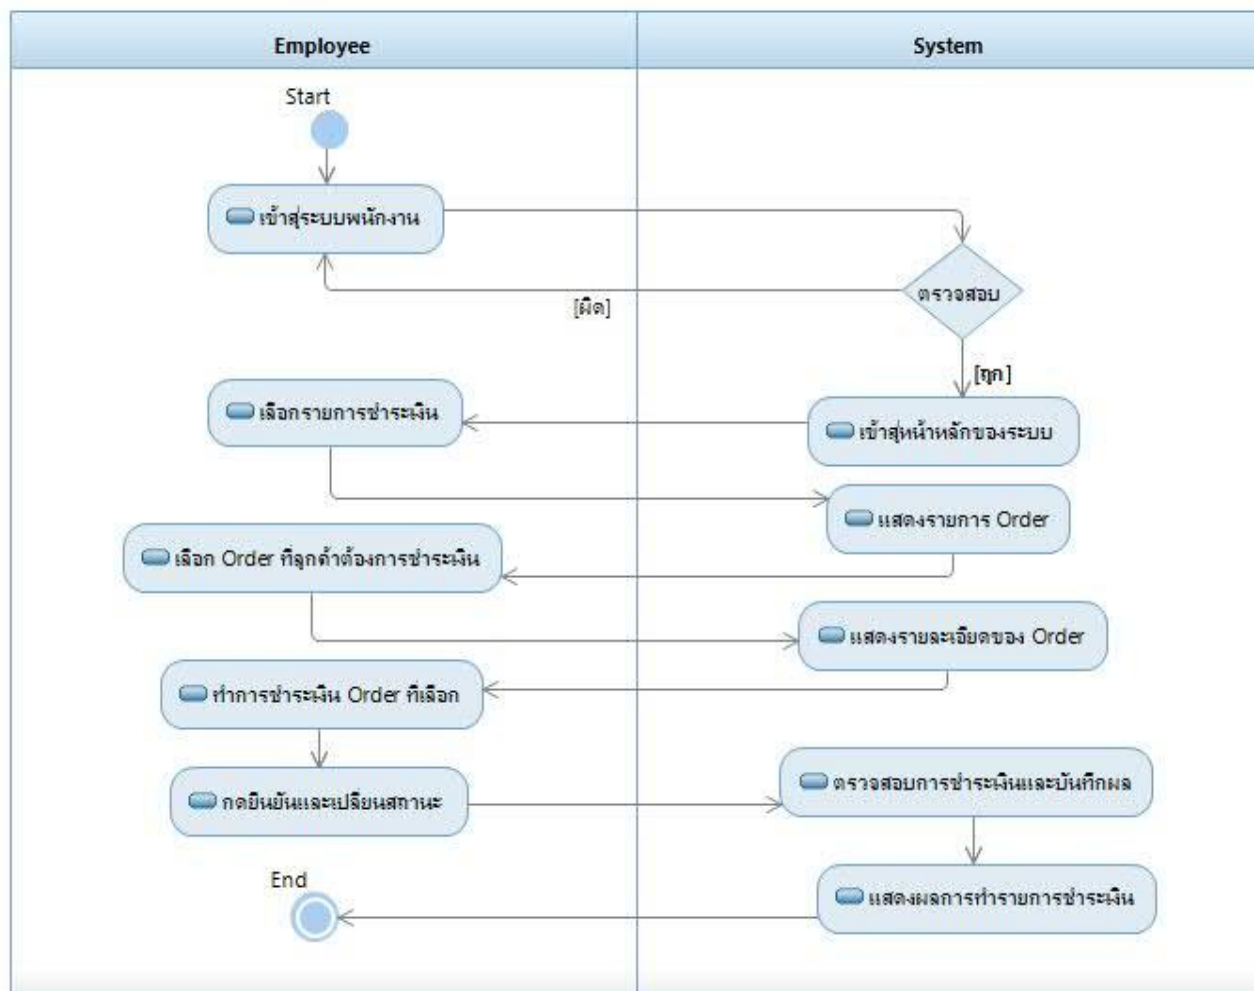 Employee
System
Start
เข้าสู่ระบบพนักงาน
ตรวจสอบ
[ผิด]
[ถูก]
เลือกรายการชำระเงิน
เข้าสู่หน้าหลักของระบบ
แสดงรายการ Order
เลือก Order ที่ลูกค้าต้องการชำระเงิน
แสดงรายละเอียดของ Order
ทำการชำระเงิน Order ที่เลือก
ตรวจสอบการชำระเงินและบันทึกผล
กดยืนยันและเปลี่ยนสถานะ
End
แสดงผลการทำรายการชำระเงิน